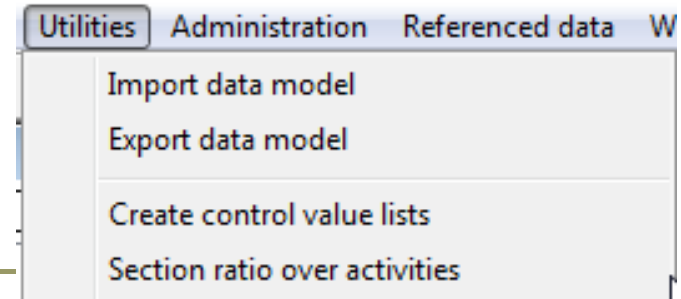 Utilities Administration Referenced data W
Import data model
Export data model
Create control value lists
Section ratio over activities